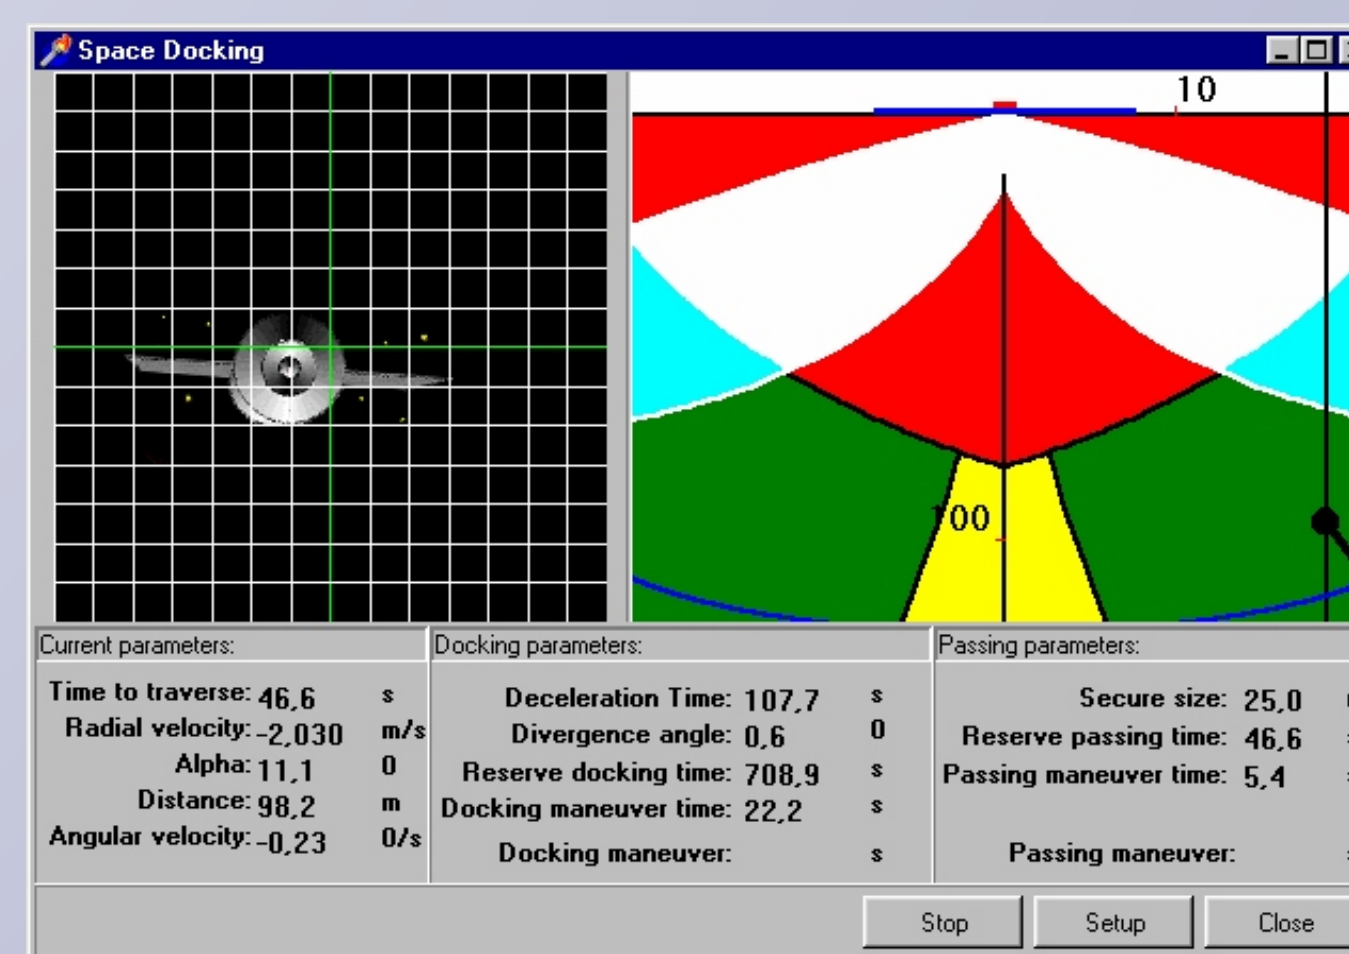 Space Docking
10
100
Current parameters:
Time to traverse: 46,6 s
Radial velocity: -2,030 m/s
Alpha: 11,1 0
Distance: 98,2 m
Angular velocity: -0,23 0/s
Docking parameters:
Deceleration Time: 107,7 s
Divergence angle: 0,6 0
Reserve docking time: 708,9 s
Docking maneuver time: 22,2 s
Docking maneuver: s
Passing parameters:
Secure size: 25,0
Reserve passing time: 46,6
Passing maneuver time: 5,4
Passing maneuver:
Stop
Setup
Close